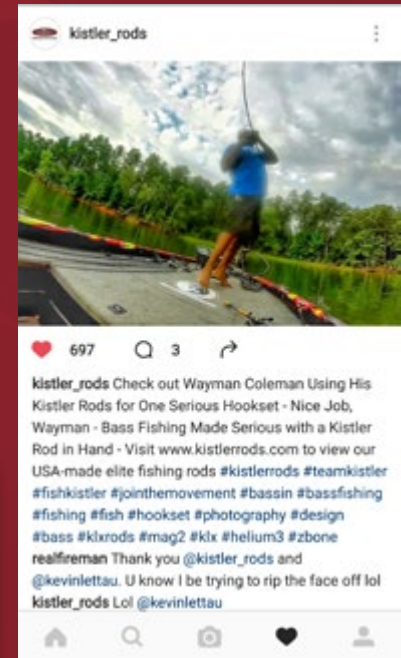 kistler_rods
697 3
kistler_rods Check out Wayman Coleman Using His
Kistler Rods for One Serious Hookset - Nice Job,
Wayman - Bass Fishing Made Serious with a Kistler
Rod in Hand - Visit www.kistlerrods.com to view our
USA-made elite fishing rods #kistlerrods #teamkistler
#fishkistler #jointhemovement #bassin #bassfishing
#fishing #fish #hookset #photography #design
#bass #klxrods #mag2 #klx #helium3 #zbone
realfireman Thank you @kistler_rods and
@kevinlettau. U know I be trying to rip the face off lol
kistler_rods Lol @kevinlettau